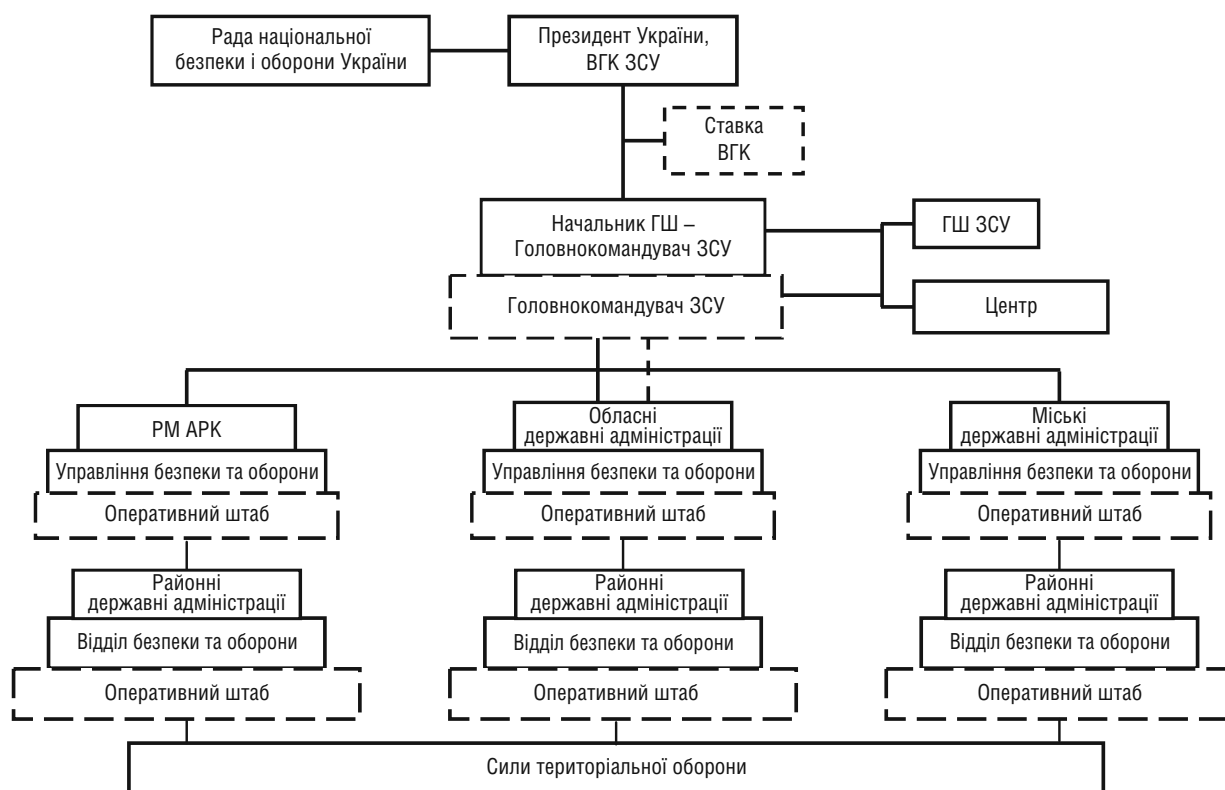 Рада національної
безпеки і оборони України
Президент України,
ВГК ЗСУ
Ставка
ВГК
Начальник ГШ –
Головнокомандувач ЗСУ
ГШ ЗСУ
Головнокомандувач ЗСУ
Центр
РМ АРК
Управління безпеки та оборони
Оперативний штаб
Обласні
державні адміністрації
Управління безпеки та оборони
Оперативний штаб
Міські
державні адміністрації
Управління безпеки та оборони
Оперативний штаб
Районні
державні адміністрації
Відділ безпеки та оборони
Оперативний штаб
Районні
державні адміністрації
Відділ безпеки та оборони
Оперативний штаб
Районні
державні адміністрації
Відділ безпеки та оборони
Оперативний штаб
Сили територіальної оборони